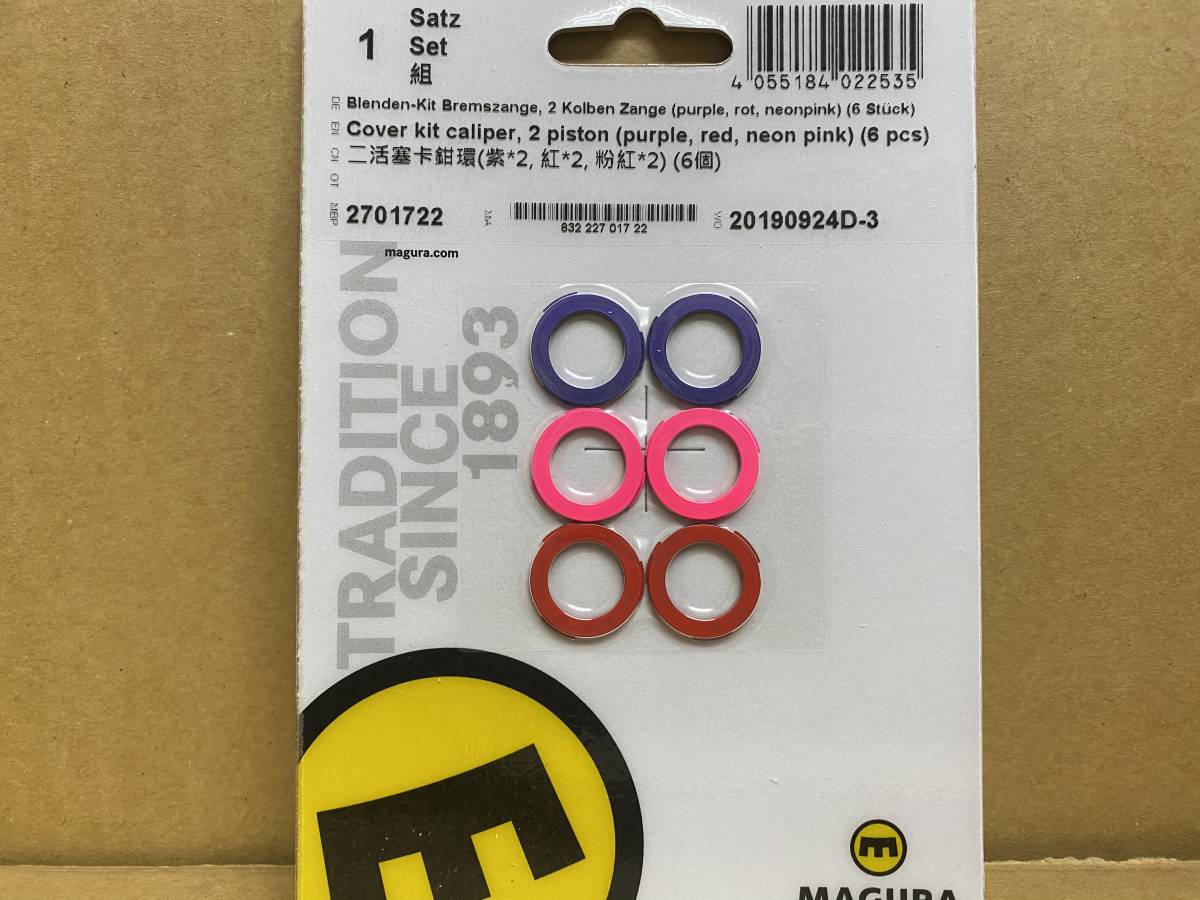 1
Satz
Set
組
4 055184 022535
DE Blenden-Kit Bremszange, 2 Kolben Zange (purple, rot, neonpink) (6 Stück)
EN Cover kit caliper, 2 piston (purple, red, neon pink) (6 pcs)
CN 二活塞卡鉗環(紫*2, 紅*2, 粉紅*2) (6個)
OT
MBP 2701722
832 227 017 22
WO 20190924D-3
magura.com
TRADITION
SINCE
1893
MAGURA